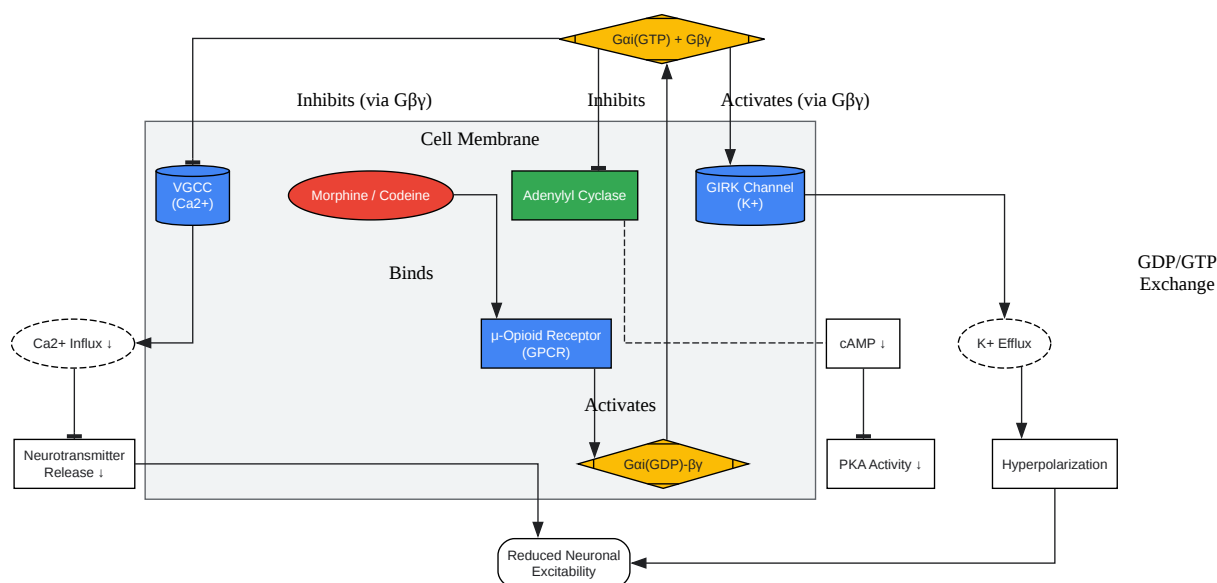 Gαi(GTP) + Gβγ
Inhibits (via Gβγ)
Inhibits
Activates (via Gβγ)
Cell Membrane
VGCC
(Ca2+)
Morphine / Codeine
Adenylyl Cyclase
GIRK Channel
(K+)
Binds
GDP/GTP
Exchange
Ca2+ Influx ↓
μ-Opioid Receptor
(GPCR)
cAMP ↓
K+ Efflux
Activates
Neurotransmitter
Release ↓
Gαi(GDP)-βγ
PKA Activity ↓
Hyperpolarization
Reduced Neuronal
Excitability